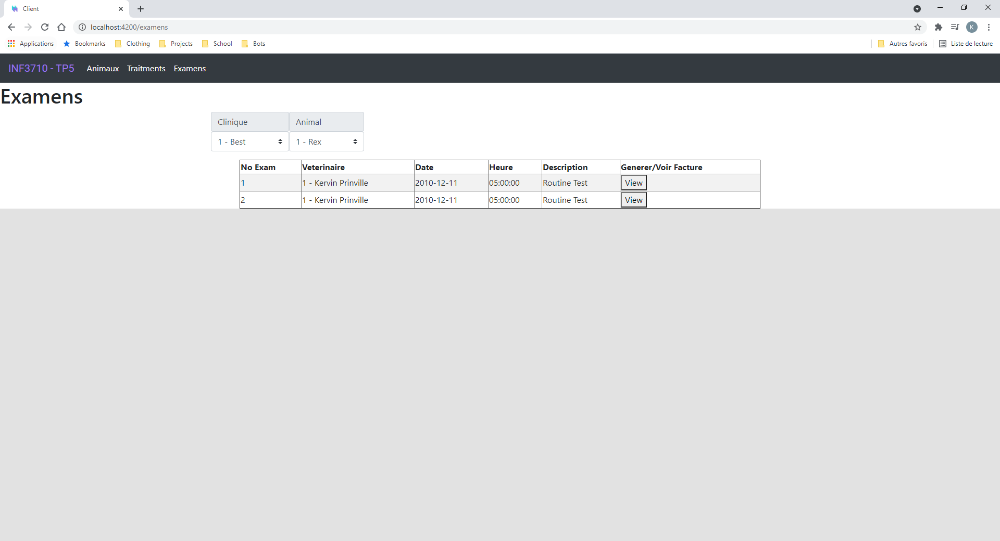 Client
localhost:4200/examens
K
Applications Bookmarks Clothing Projects School Bots Autres favoris Liste de lecture
INF3710 - TP5 Animaux Traitments Examens
Examens
Clinique Animal
1 - Best 1 - Rex
No Exam Veterinaire Date Heure Description Generer/Voir Facture
1 1 - Kervin Prinville 2010-12-11 05:00:00 Routine Test View
2 1 - Kervin Prinville 2010-12-11 05:00:00 Routine Test View